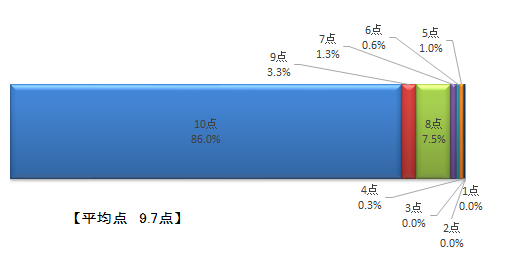 5点
1.0%
6点
0.6%
7点
1.3%
9点
3.3%
10点
86.0%
8点
7.5%
4点
0.3%
3点
0.0%
2点
0.0%
1点
0.0%
【平均点 9.7点】